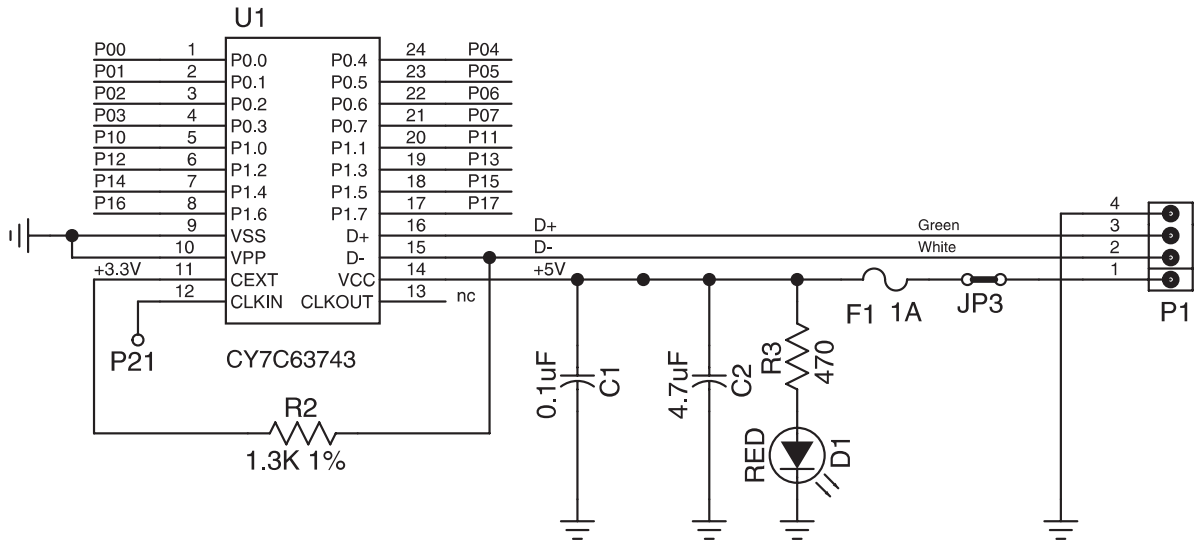 U1
P00 1 P0.0 P0.4 24 P04
P01 2 P0.1 P0.5 23 P05
P02 3 P0.2 P0.6 22 P06
P03 4 P0.3 P0.7 21 P07
P10 5 P1.0 P1.1 20 P11
P12 6 P1.2 P1.3 19 P13
P14 7 P1.4 P1.5 18 P15
P16 8 P1.6 P1.7 17 P17
9 VSS D+ 16 D+ Green 3
10 VPP D- 15 D- White 2
+3.3V 11 CEXT VCC 14 +5V 1
12 CLKIN CLKOUT 13 nc
4
P21
CY7C63743
R2
1.3K 1%
0.1uF C1
4.7uF C2
R3 470
RED D1
F1 1A
JP3
P1